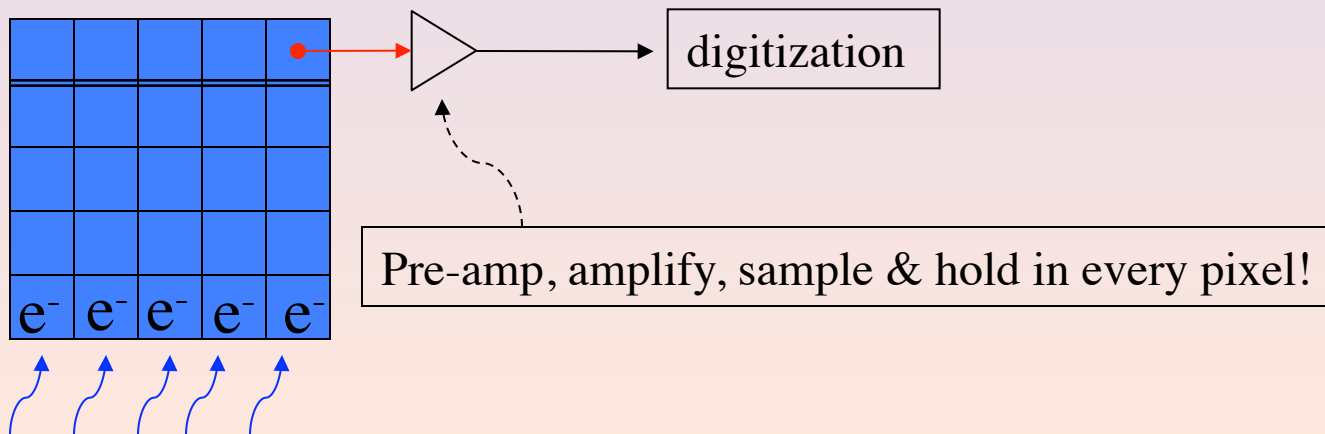 digitization
Pre-amp, amplify, sample & hold in every pixel!
e⁻ e⁻ e⁻ e⁻ e⁻